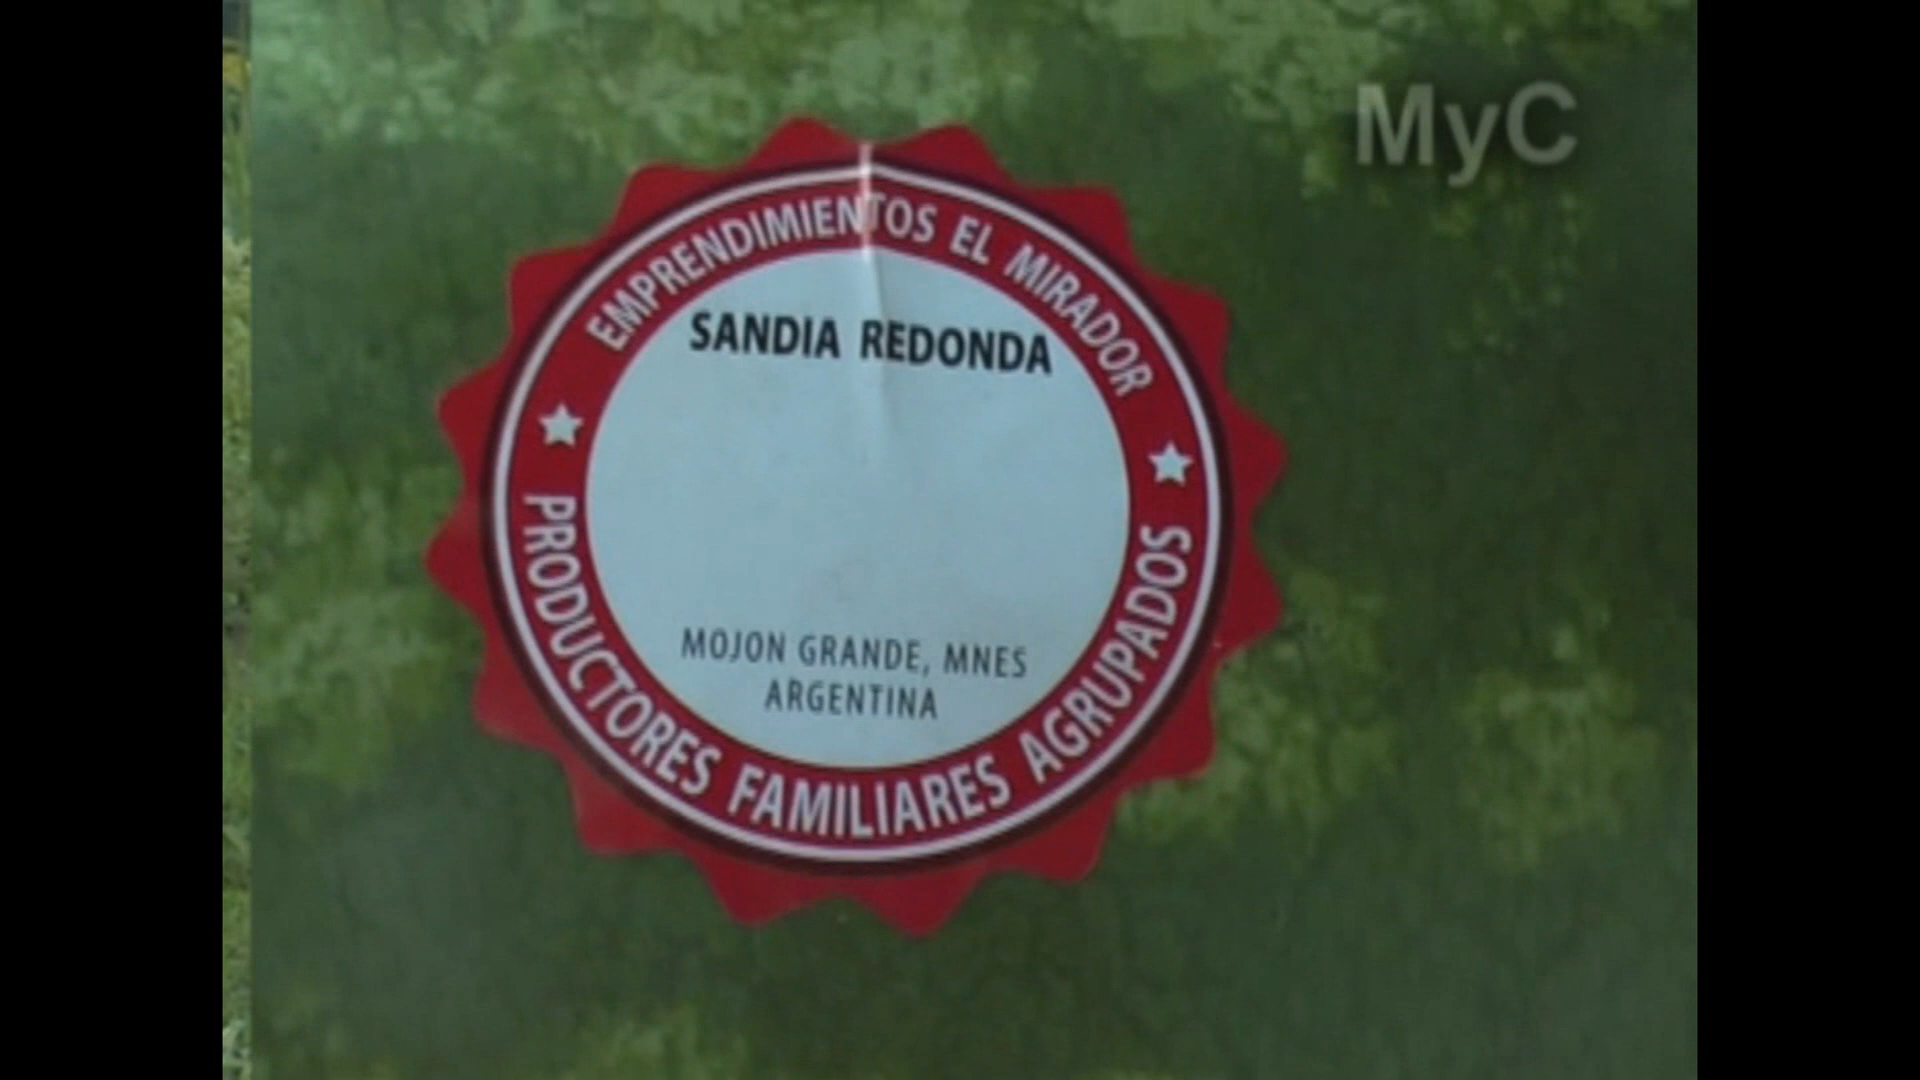 MyC
EMPRENDIMIENTOS EL MIRADOR
SANDIA REDONDA
MOJON GRANDE, MNES
ARGENTINA
PRODUCTORES FAMILIARES AGRUPADOS